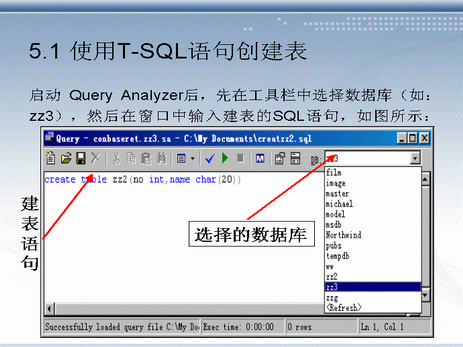 5.1 使用T-SQL语句创建表
启动 Query Analyzer后，先在工具栏中选择数据库（如：
zz3），然后在窗口中输入建表的SQL语句，如图所示：
Query - conbaseret.zz3.sa - C:\My Documents\creatzz2.sql
DB: zz3
create table zz2(no int,name char(20))
film
image
master
michael
model
msdb
Northwind
pubs
tempdb
ww
zz2
zz3
zzg
<Refresh>
建表语句
选择的数据库
Successfully loaded query file C:\My Do
Exec time: 0:00:00
0 rows
Ln 1, Col 1